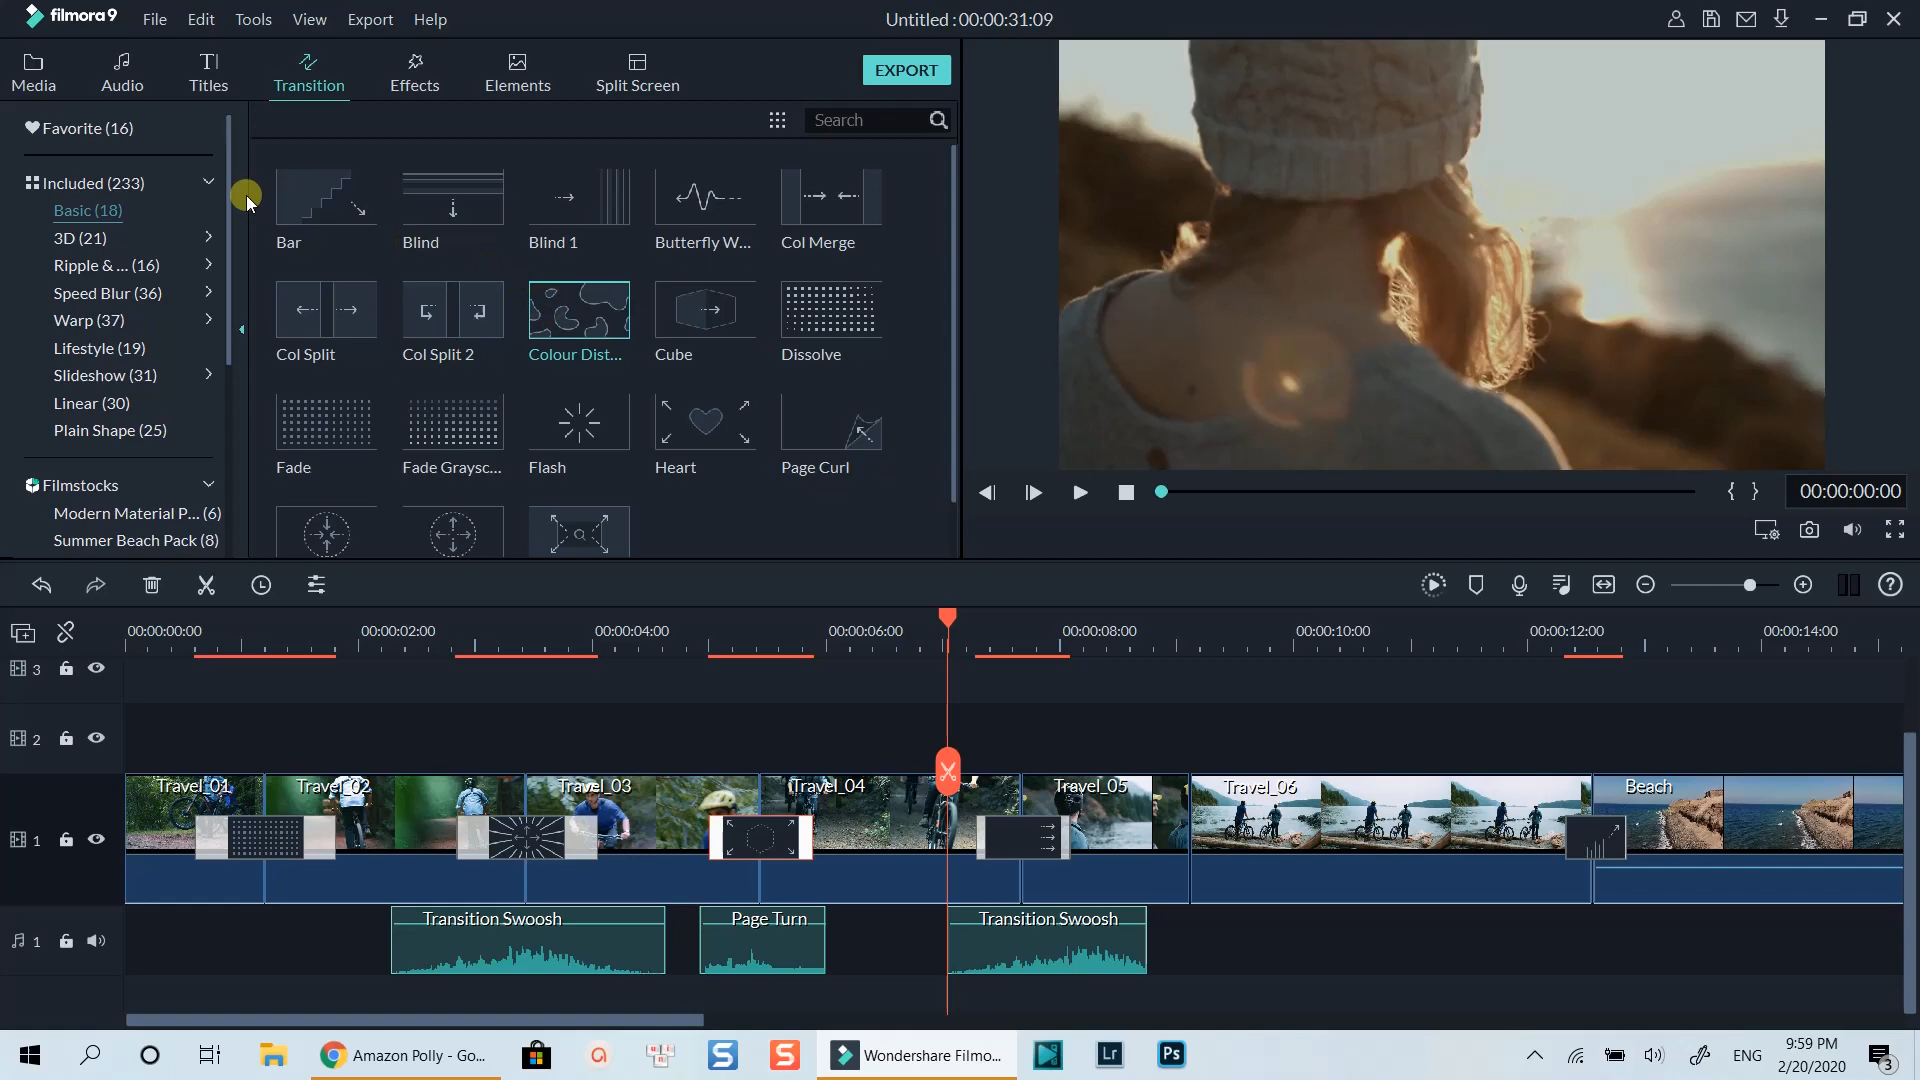 filmora9 File Edit Tools View Export Help Untitled : 00:00:31:09
Media Audio Titles Transition Effects Elements Split Screen EXPORT
Favorite (16)
Search
Included (233)
Basic (18)
3D (21)
Ripple & ... (16)
Speed Blur (36)
Warp (37)
Lifestyle (19)
Slideshow (31)
Linear (30)
Plain Shape (25)
Filmstocks
Modern Material P... (6)
Summer Beach Pack (8)
Bar Blind Blind 1 Butterfly W... Col Merge
Col Split Col Split 2 Colour Dist... Cube Dissolve
Fade Fade Graysc... Flash Heart Page Curl
{ } 00:00:00:00
00:00:00:00 00:00:02:00 00:00:04:00 00:00:06:00 00:00:08:00 00:00:10:00 00:00:12:00 00:00:14:00
3
2
Travel_01 Travel_02 Travel_03 Travel_04 Travel_05 Travel_06 Beach
1
Transition Swoosh Page Turn Transition Swoosh
1
Amazon Polly - Go... Wondershare Filmo... Lr Ps ENG
9:59 PM
2/20/2020
3